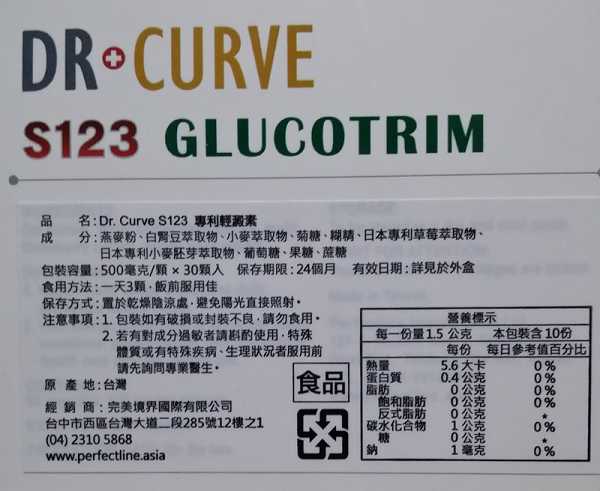 DR+CURVE
S123 GLUCOTRIM
品 名:Dr. Curve S123 專利輕澱素
成 分:燕麥粉、白腎豆萃取物、小麥萃取物、菊糖、糊精、日本專利草莓萃取物、
日本專利小麥胚芽萃取物、葡萄糖、果糖、蔗糖
包裝容量:500毫克/顆 × 30顆入 保存期限:24個月 有效日期:詳見於外盒
食用方法:一天3顆,飯前服用佳
保存方式:置於乾燥陰涼處,避免陽光直接照射。
注意事項:1. 包裝如有破損或封裝不良,請勿食用。
2. 若有對成分過敏者請斟酌使用,特殊
體質或有特殊疾病、生理狀況者服用前
請先詢問專業醫生。
原 產 地:台灣
經 銷 商:完美境界國際有限公司
台中市西區台灣大道二段285號12樓之1
(04) 2310 5868
www.perfectline.asia
食品
營養標示
每一份量1.5 公克 本包裝含10份
每份 每日參考值百分比
熱量 5.6 大卡 0%
蛋白質 0.4 公克 0%
脂肪 0 公克 0%
飽和脂肪 0 公克 0%
反式脂肪 0 公克 *
碳水化合物 1 公克 0%
糖 0 公克 *
鈉 1 毫克 0%